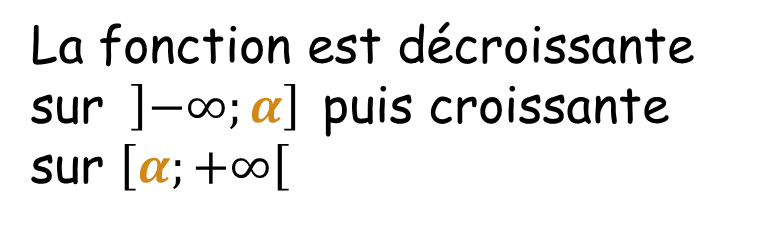 La fonction est décroissante
sur ]−∞; α] puis croissante
sur [α; +∞[